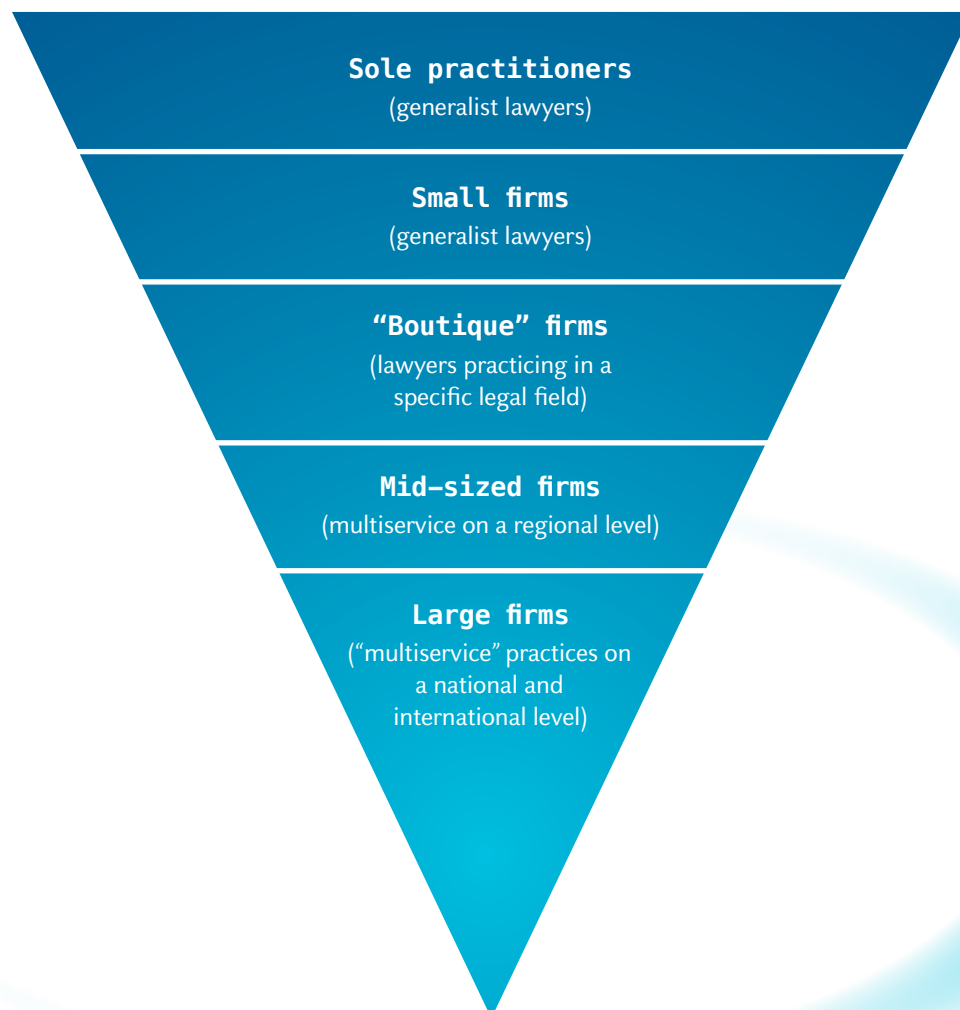 Sole practitioners
(generalist lawyers)
Small firms
(generalist lawyers)
“Boutique” firms
(lawyers practicing in a
specific legal field)
Mid–sized firms
(multiservice on a regional level)
Large firms
(“multiservice” practices on
a national and
international level)